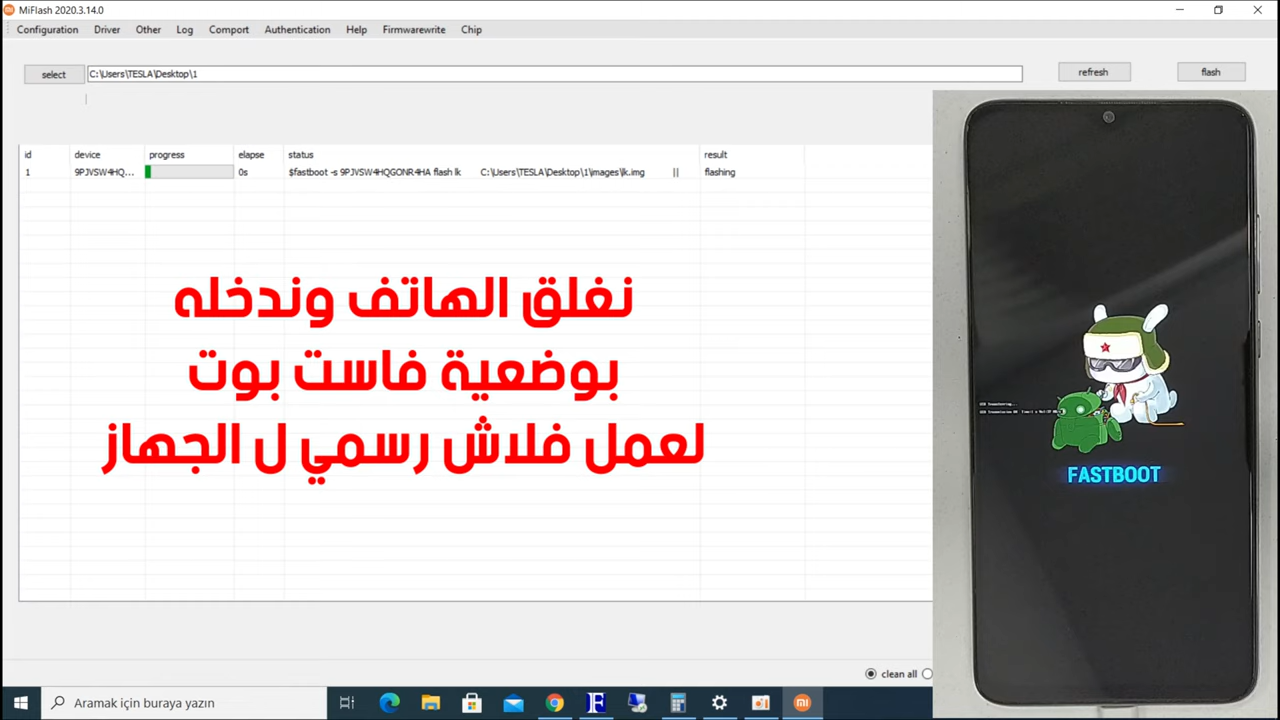 MiFlash 2020.3.14.0
Configuration Driver Other Log Comport Authentication Help Firmwarewrite Chip
select C:\Users\TESLA\Desktop\1 refresh flash
id device progress elapse status result
1 9PJVSW4HQ... 0s $fastboot -s 9PJVSW4HQGONR4HA flash lk C:\Users\TESLA\Desktop\1\images\lk.img || flashing
نغلق الهاتف وندخله
بوضعية فاست بوت
لعمل فلاش رسمي ل الجهاز
FASTBOOT
clean all
Aramak için buraya yazın